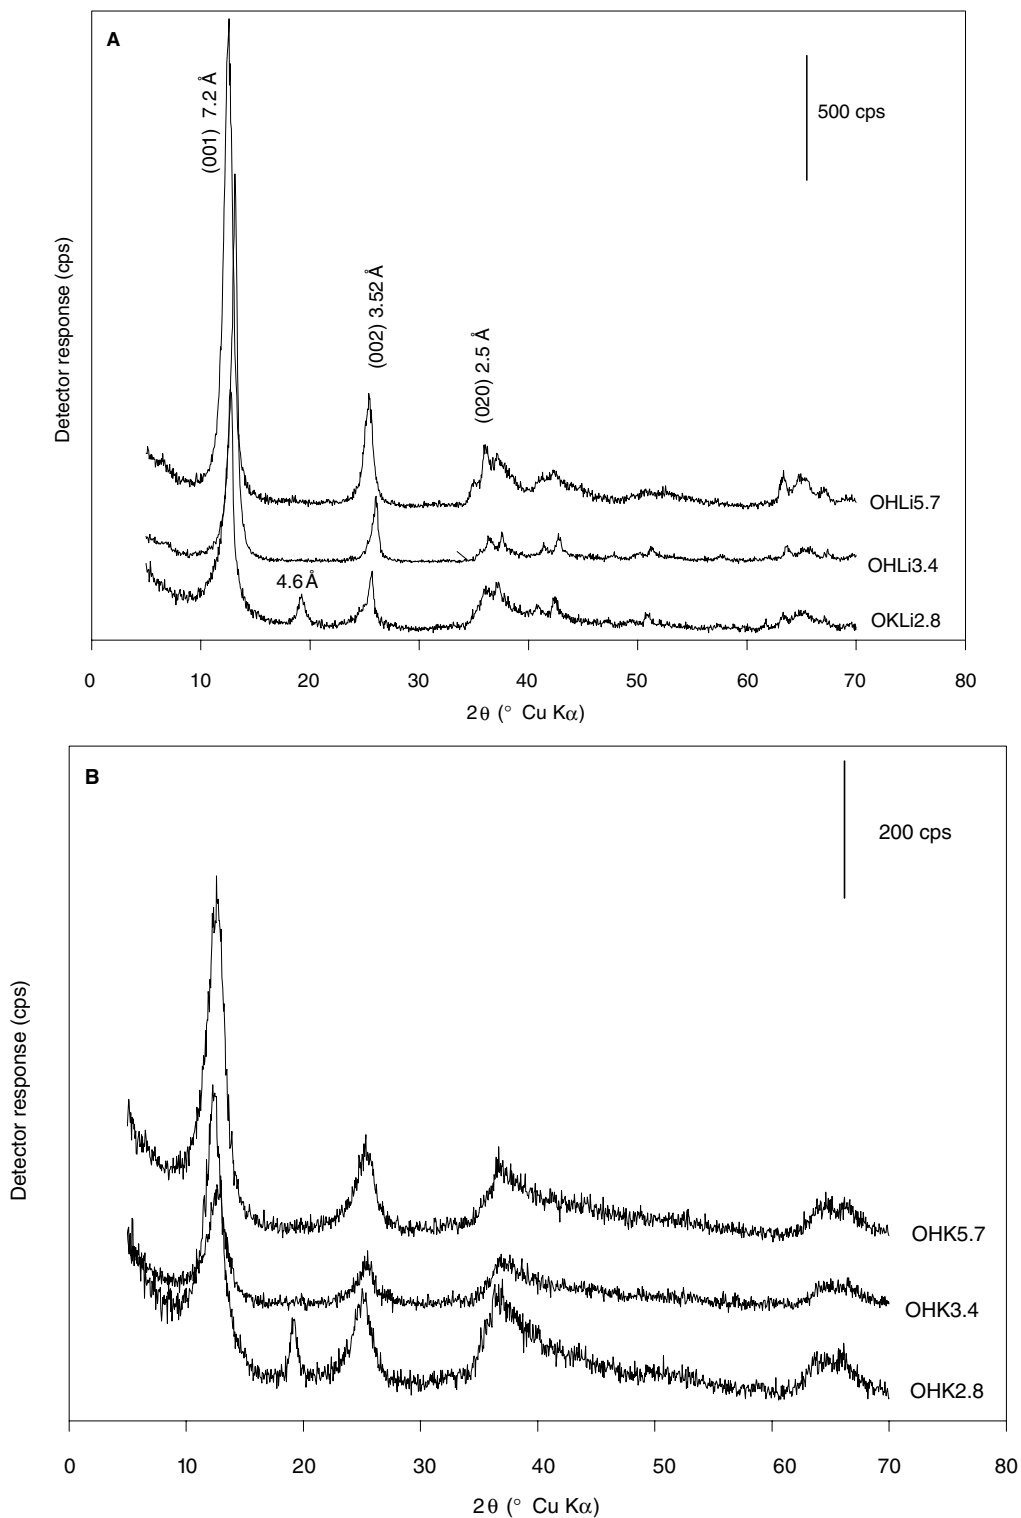 A
500 cps
(001) 7.2 Å
(002) 3.52 Å
(020) 2.5 Å
Detector response (cps)
OHLi5.7
OHLi3.4
4.6 Å
OKLi2.8
0 10 20 30 40 50 60 70 80
2θ (° Cu Kα)
B
200 cps
Detector response (cps)
OHK5.7
OHK3.4
OHK2.8
0 10 20 30 40 50 60 70 80
2θ (° Cu Kα)